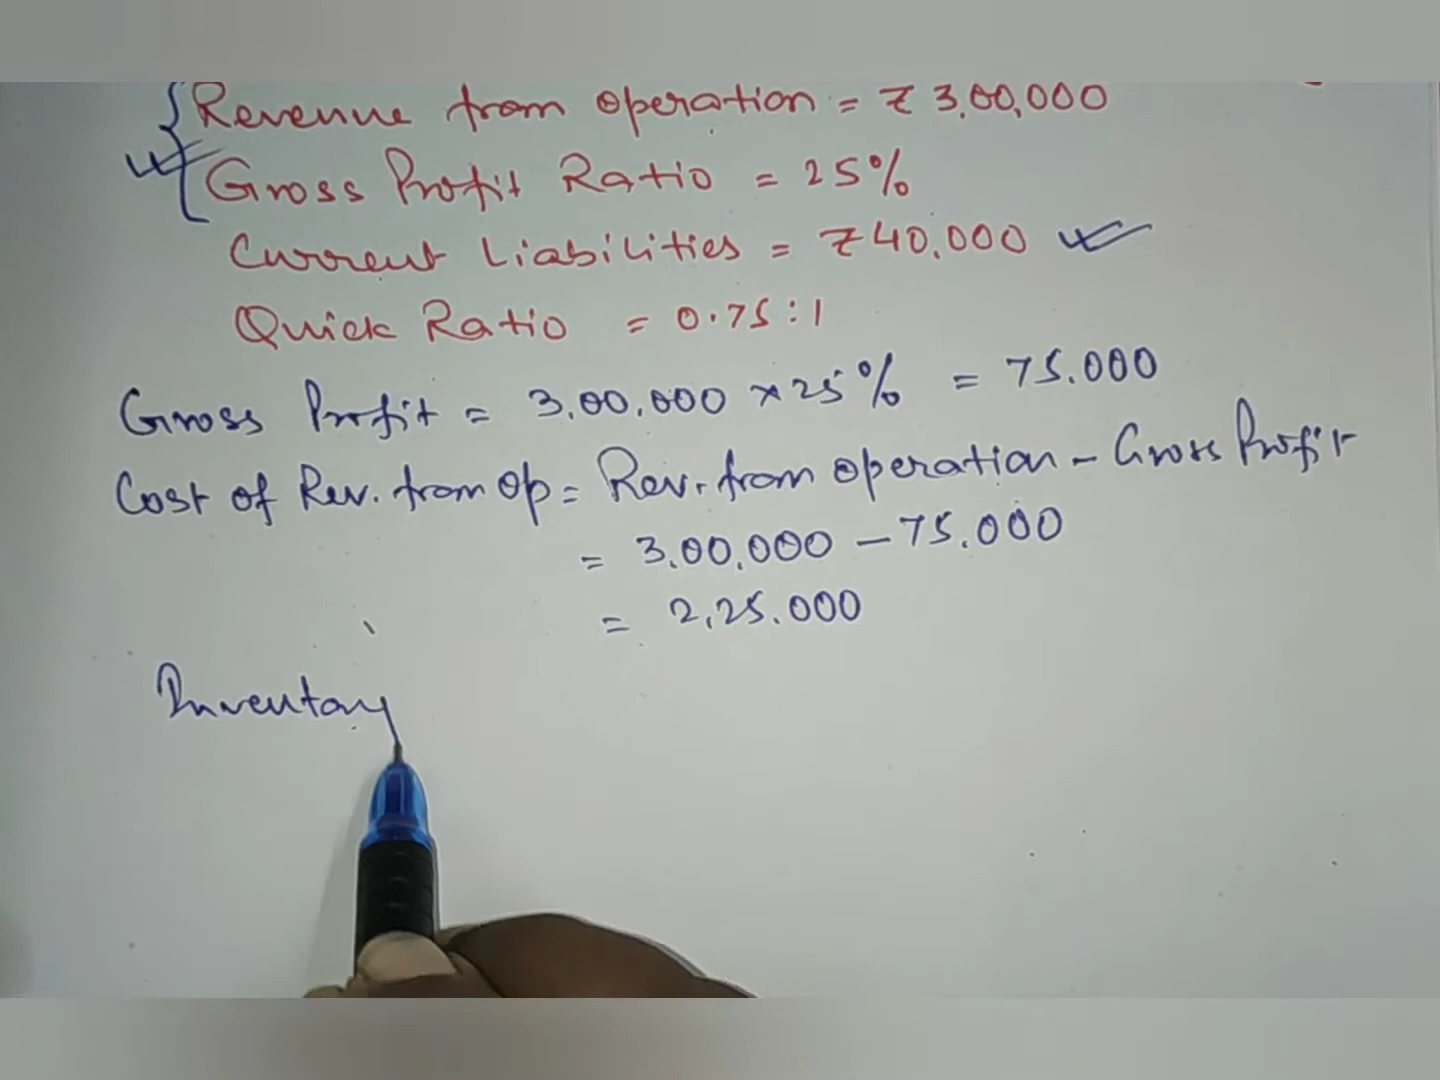 Revenue from operation = ₹3,00,000
Gross Profit Ratio = 25%
Current Liabilities = ₹40,000
Quick Ratio = 0.75:1
Gross Profit = 3,00,000 × 25% = 75,000
Cost of Rev. from Op = Rev. from operation - Gross Profit
= 3,00,000 - 75,000
= 2,25,000
Inventory